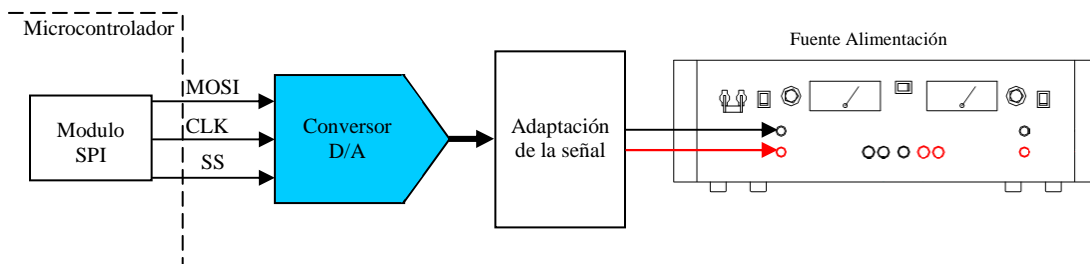 Microcontrolador
Fuente Alimentación
MOSI
Modulo
SPI
CLK
SS
Conversor
D/A
Adaptación
de la señal